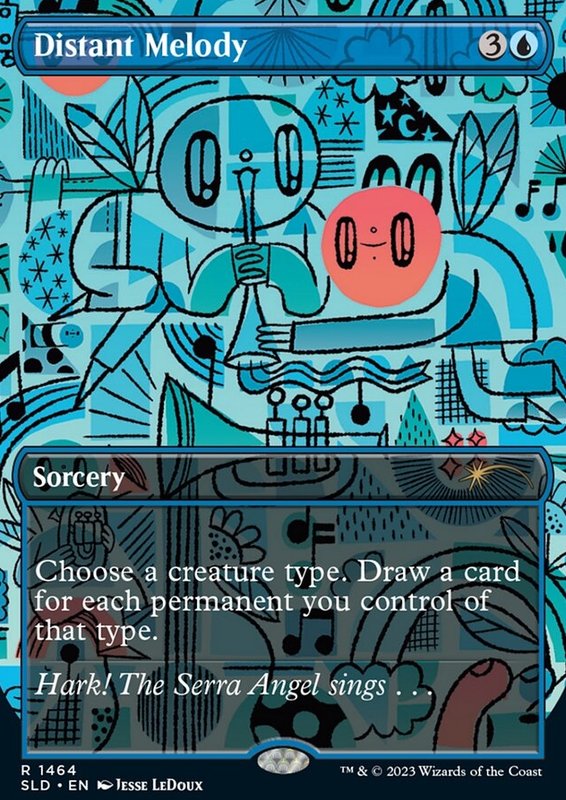 Distant Melody 3
Sorcery
Choose a creature type. Draw a card
for each permanent you control of
that type.
Hark! The Serra Angel sings . . .
R 1464
SLD • EN Jesse LeDoux
™ & © 2023 Wizards of the Coast